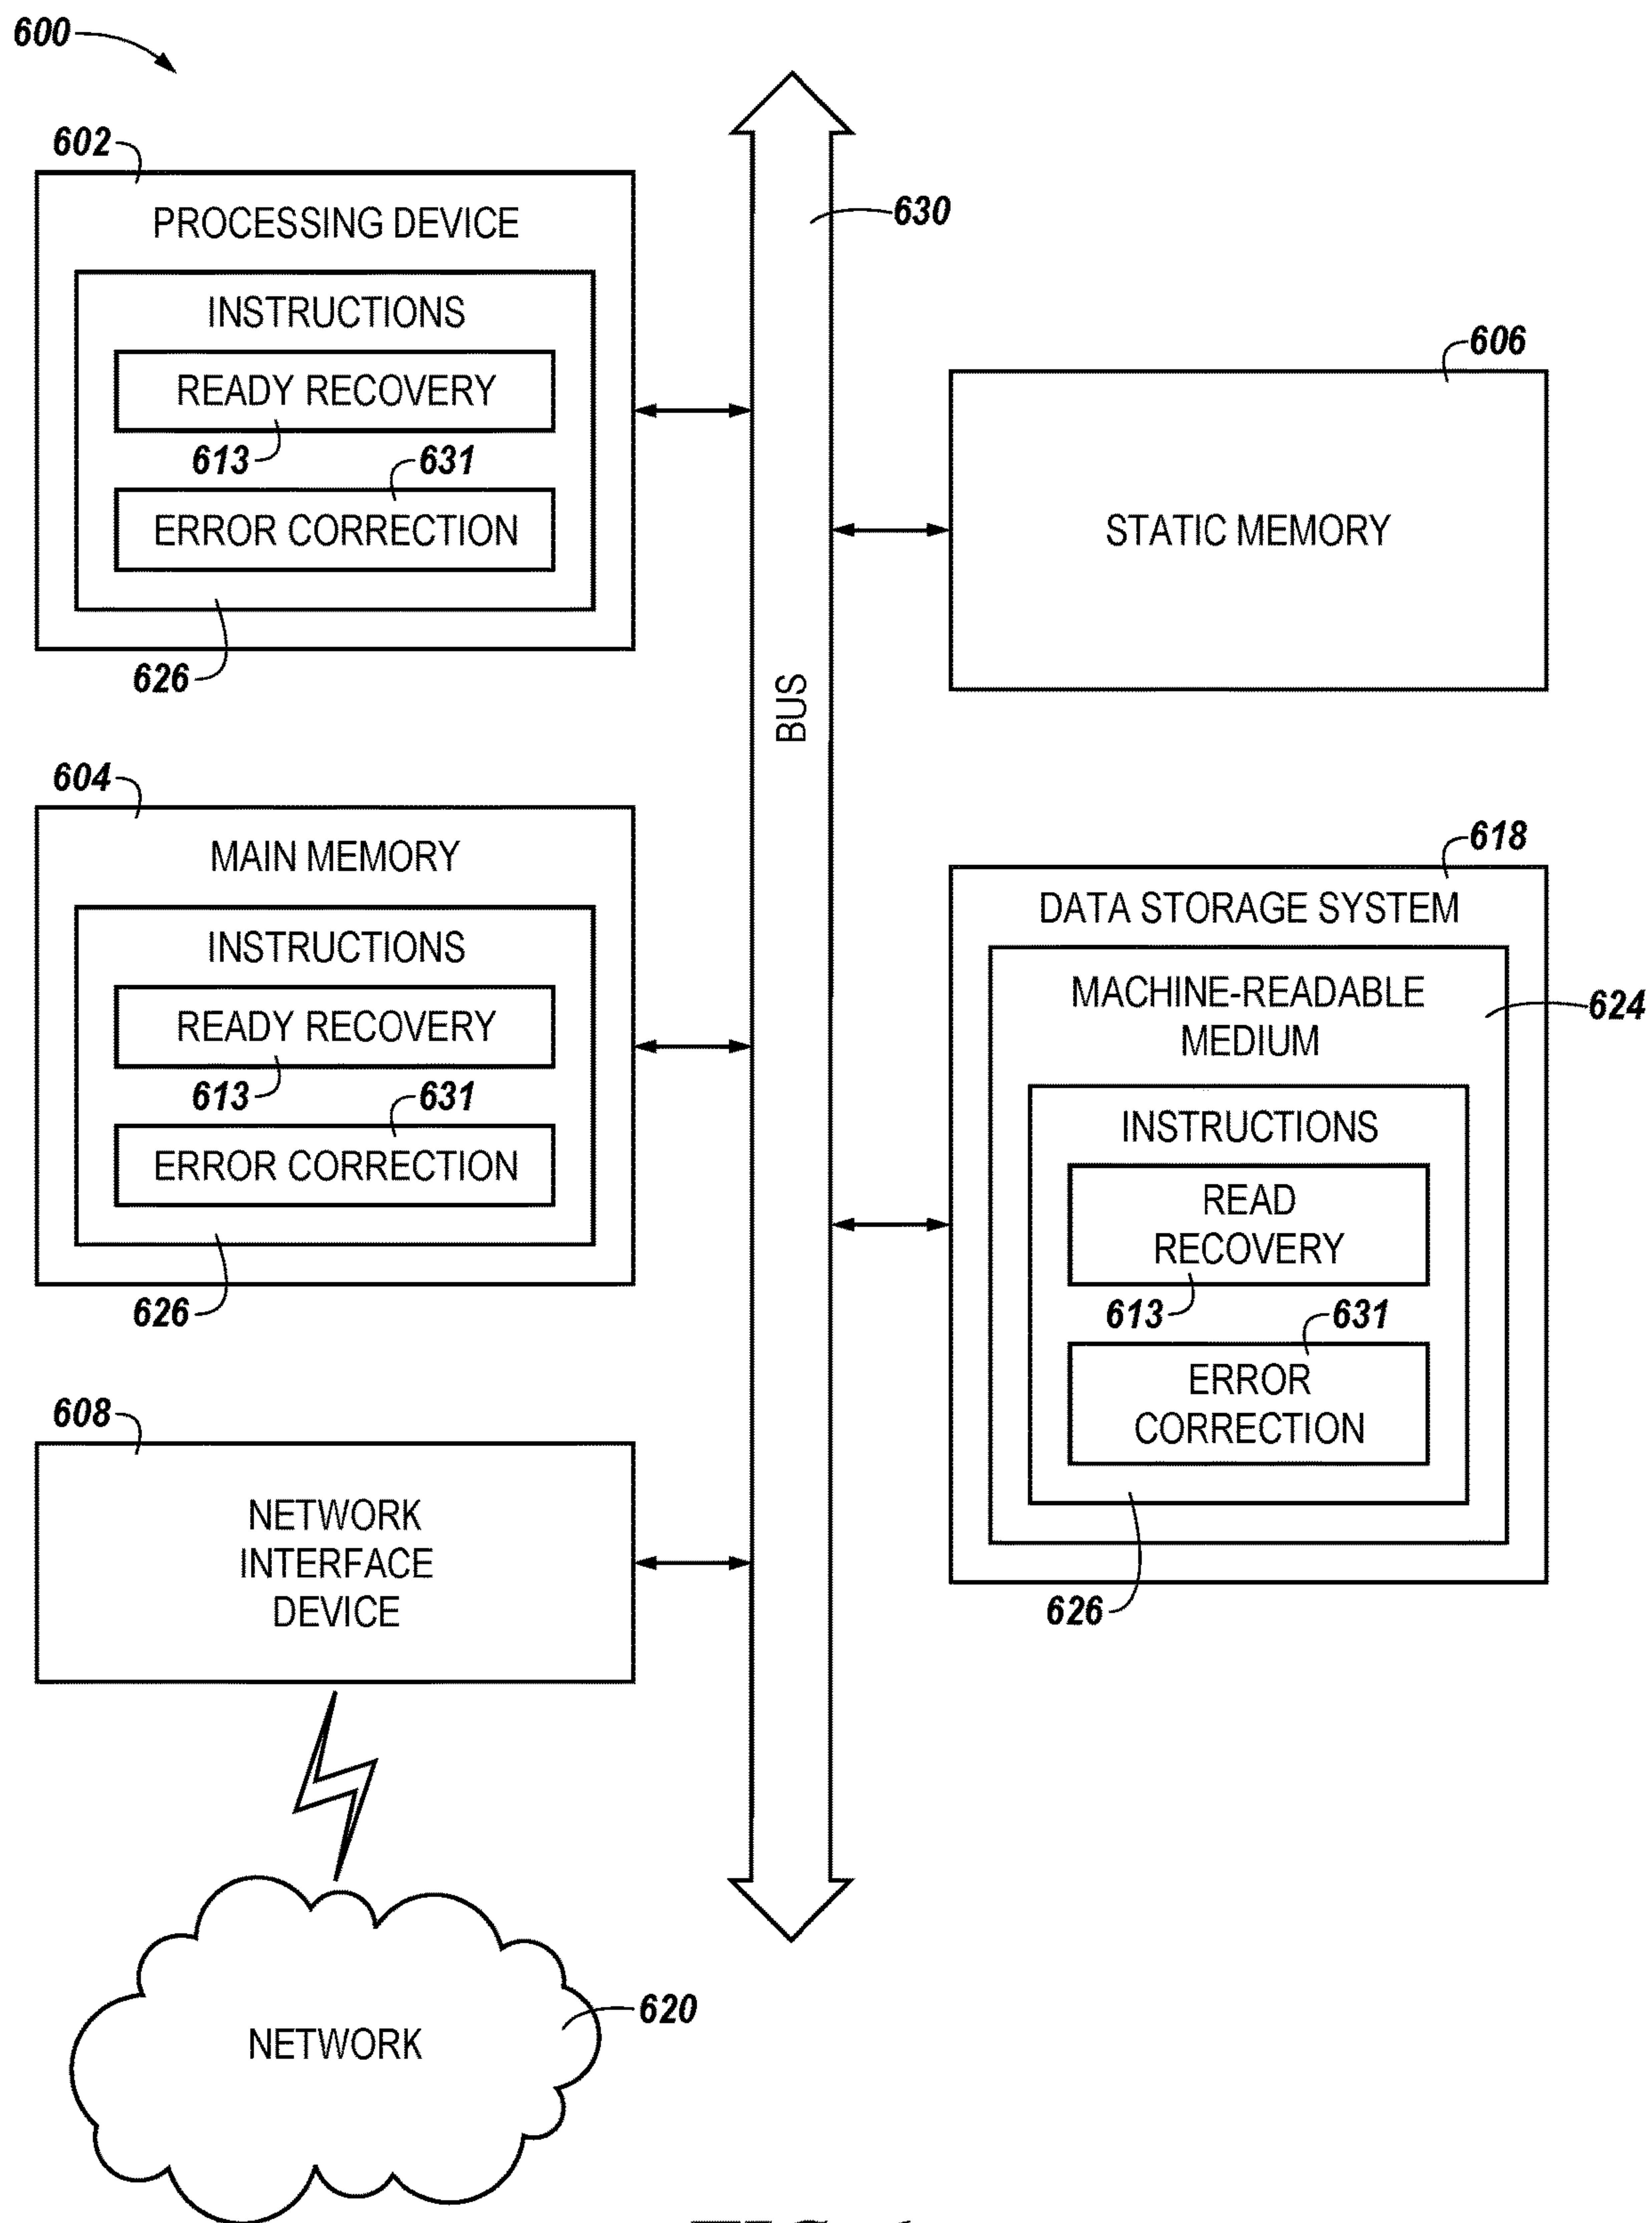 600
602
PROCESSING DEVICE
INSTRUCTIONS
READY RECOVERY
613
631
ERROR CORRECTION
626
630
BUS
606
STATIC MEMORY
604
MAIN MEMORY
INSTRUCTIONS
READY RECOVERY
613
631
ERROR CORRECTION
626
618
DATA STORAGE SYSTEM
MACHINE-READABLE
MEDIUM
624
INSTRUCTIONS
READ
RECOVERY
613
631
ERROR
CORRECTION
626
608
NETWORK
INTERFACE
DEVICE
NETWORK
620